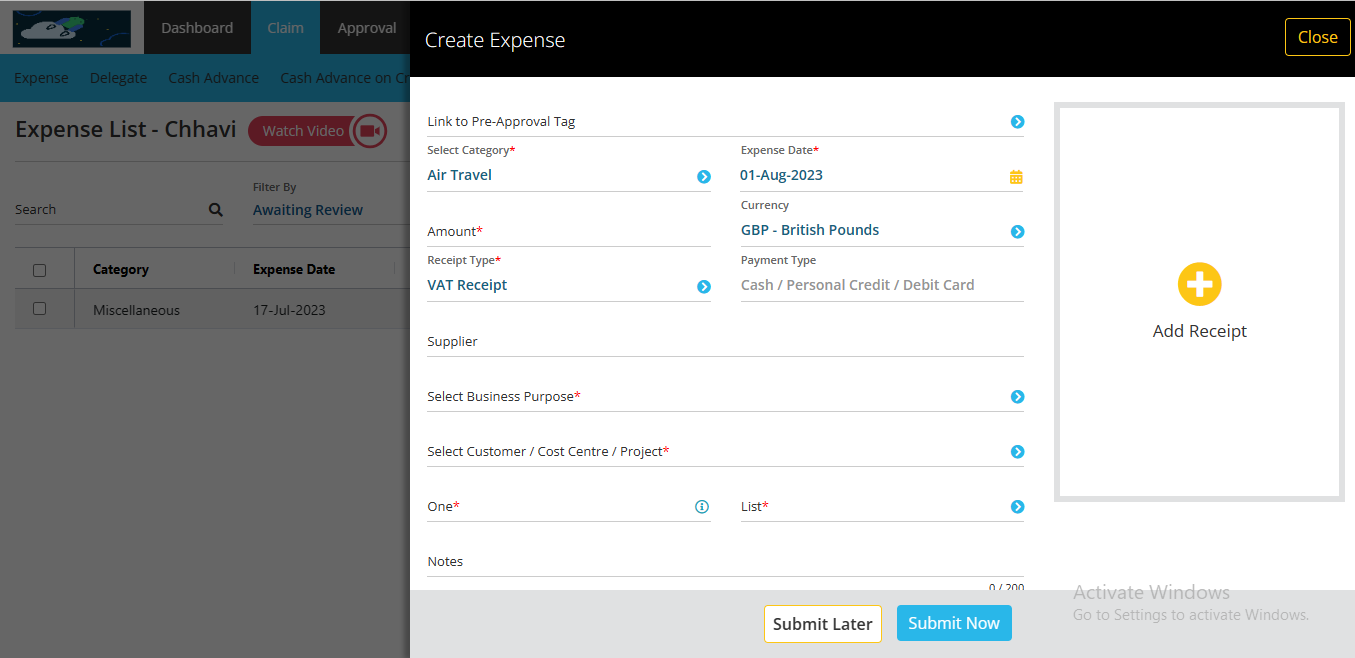 Dashboard
Claim
Approval
Expense
Delegate
Cash Advance
Cash Advance on
Expense List - Chhavi
Watch Video
Search
Filter By
Awaiting Review
Category
Expense Date
Miscellaneous
17-Jul-2023
Create Expense
Close
Link to Pre-Approval Tag
Select Category*
Air Travel
Expense Date*
01-Aug-2023
Amount*
Currency
GBP - British Pounds
Receipt Type*
VAT Receipt
Payment Type
Cash / Personal Credit / Debit Card
Supplier
Select Business Purpose*
Select Customer / Cost Centre / Project*
One*
List*
Notes
0 / 200
Add Receipt
Submit Later
Submit Now
Activate Windows
Go to Settings to activate Windows.